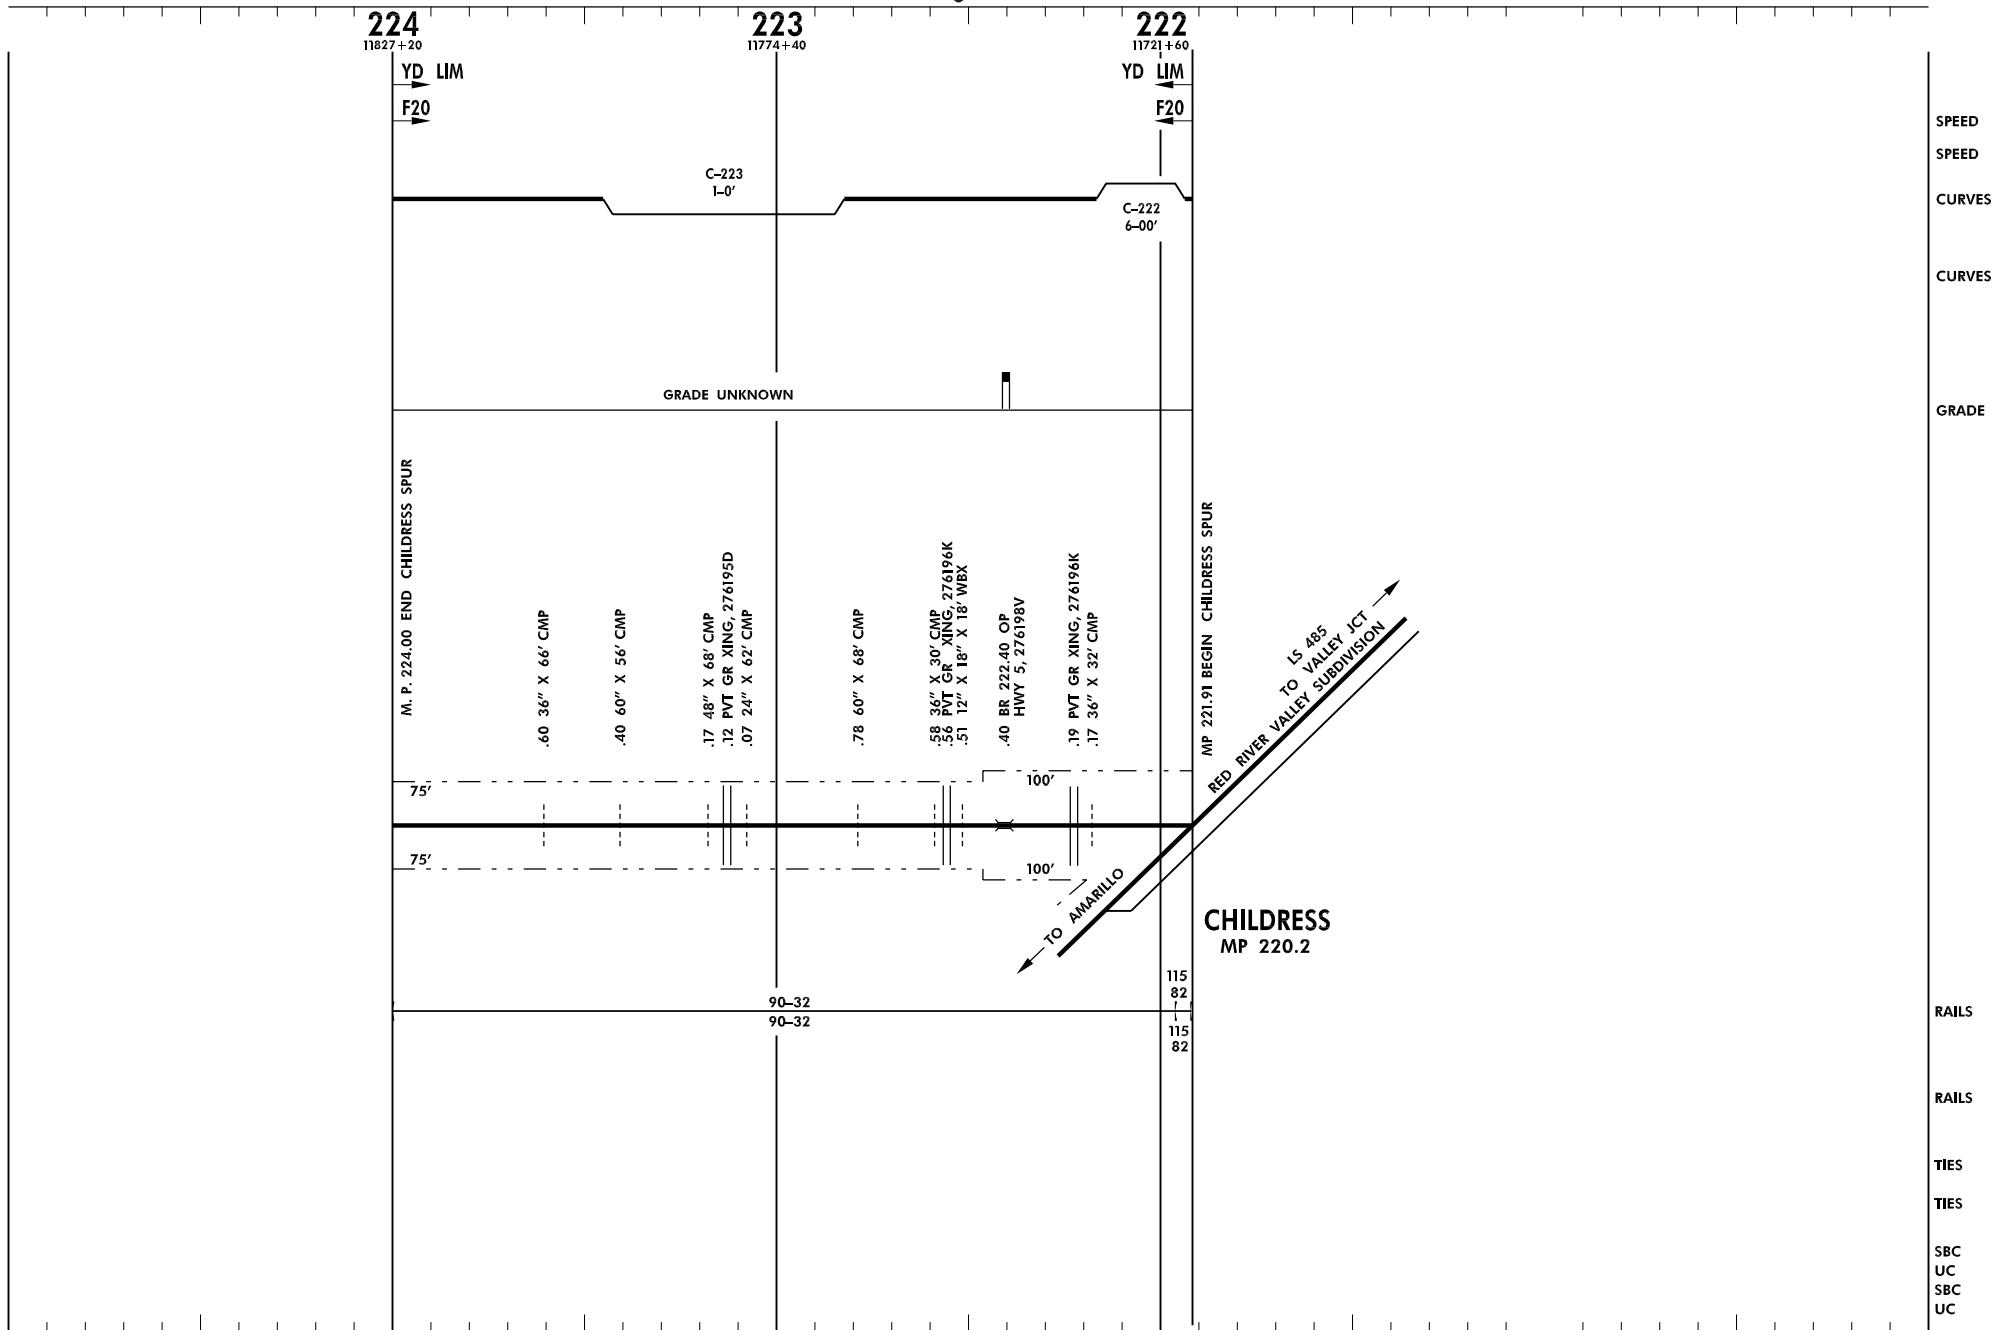 224
11827+20
223
11774+40
222
11721+60
YD LIM
YD LIM
F20
F20
SPEED
SPEED
C-223
1-0'
C-222
6-00'
CURVES
CURVES
GRADE UNKNOWN
GRADE
M. P. 224.00 END CHILDRESS SPUR
.60 36" X 66' CMP
.40 60" X 56' CMP
.17 48" X 68' CMP
.12 PVT GR XING, 276195D
.07 24" X 62' CMP
.78 60" X 68' CMP
.58 36" X 30' CMP
.56 PVT GR XING, 276196K
.51 12" X 18" X 18' WBX
.40 BR 222.40 OP
HWY 5, 276198V
.19 PVT GR XING, 276196K
.17 36" X 32' CMP
MP 221.91 BEGIN CHILDRESS SPUR
LS 485
TO VALLEY JCT
RED RIVER VALLEY SUBDIVISION
75'
100'
75'
100'
TO AMARILLO
CHILDRESS
MP 220.2
115
82
90-32
90-32
115
82
RAILS
RAILS
TIES
TIES
SBC
UC
SBC
UC